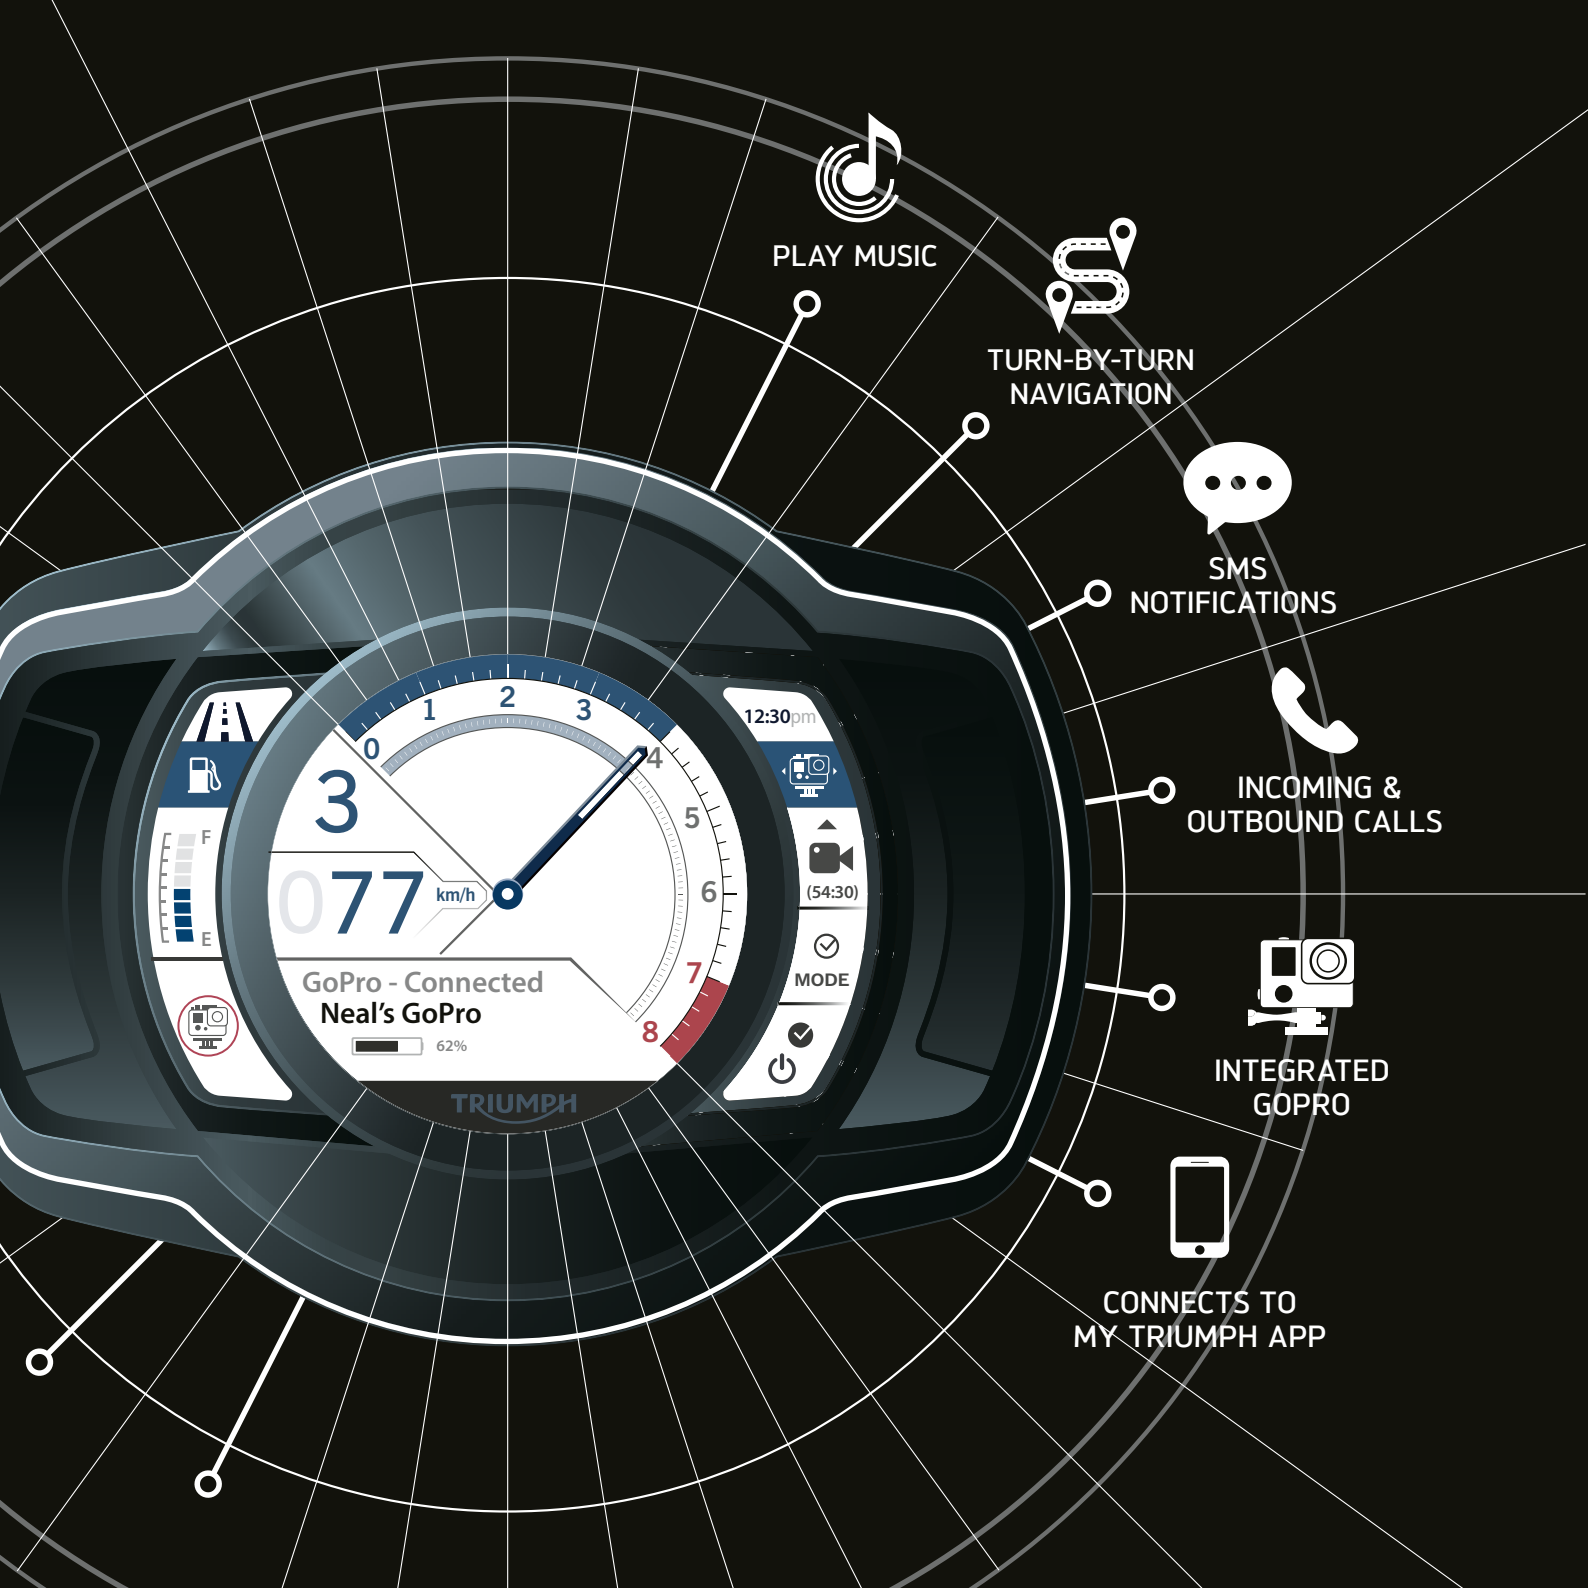 PLAY MUSIC
TURN-BY-TURN
NAVIGATION
SMS
NOTIFICATIONS
INCOMING &
OUTBOUND CALLS
INTEGRATED
GOPRO
CONNECTS TO
MY TRIUMPH APP
0
1
2
3
4
5
6
7
8
3
077
km/h
GoPro - Connected
Neal's GoPro
62%
TRIUMPH
F
E
12:30pm
(54:30)
MODE